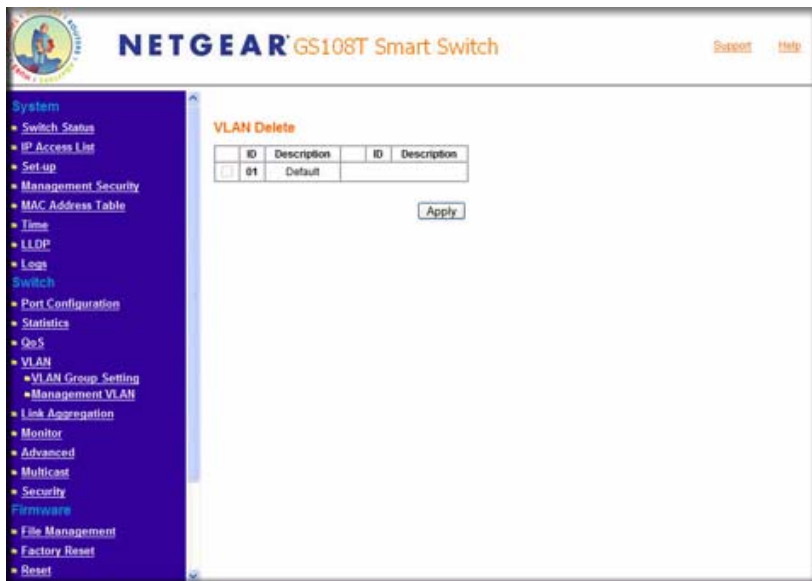 NETGEAR GS108T Smart Switch
Support Help
System
Switch Status
IP Access List
Set-up
Management Security
MAC Address Table
Time
LLDP
Logs
Switch
Port Configuration
Statistics
QoS
VLAN
VLAN Group Setting
Management VLAN
Link Aggregation
Monitor
Advanced
Multicast
Security
Firmware
File Management
Factory Reset
Reset
VLAN Delete
ID Description ID Description
01 Default
Apply